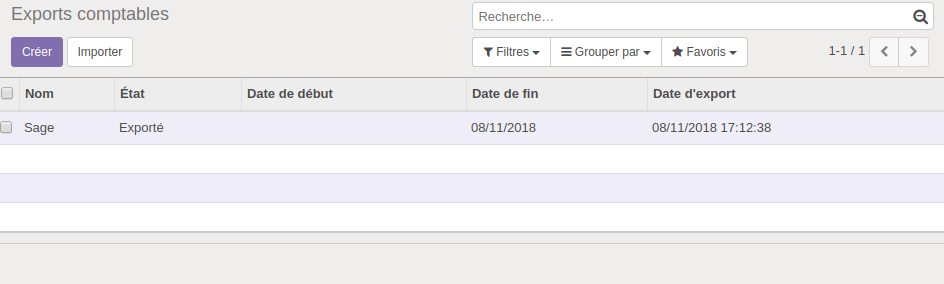 Exports comptables
Recherche...
Créer Importer Filtres Grouper par Favoris 1-1 / 1
Nom État Date de début Date de fin Date d'export
Sage Exporté 08/11/2018 08/11/2018 17:12:38